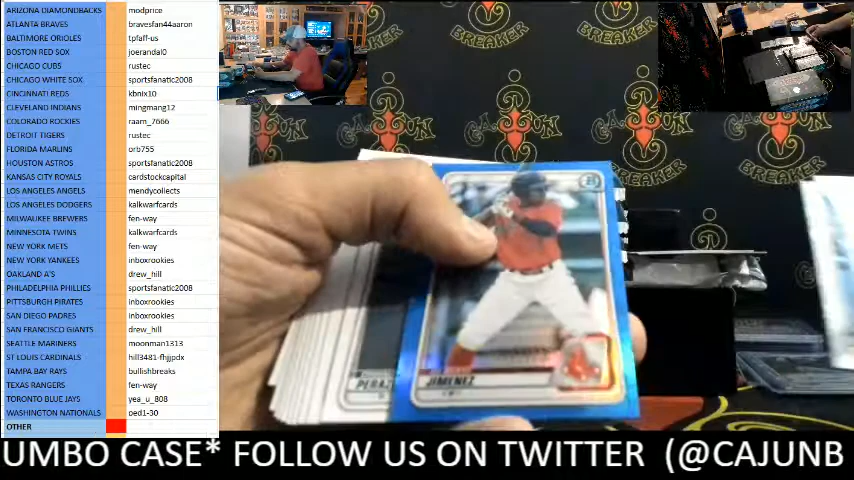 ARIZONA DIAMONDBACKS modprice
ATLANTA BRAVES bravesfan44aaron
BALTIMORE ORIOLES tpfaff-us
BOSTON RED SOX joerandal0
CHICAGO CUBS rustec
CHICAGO WHITE SOX sportsfanatic2008
CINCINNATI REDS kbnix10
CLEVELAND INDIANS mingmang12
COLORADO ROCKIES raam_7666
DETROIT TIGERS rustec
FLORIDA MARLINS orb755
HOUSTON ASTROS sportsfanatic2008
KANSAS CITY ROYALS cardstockcapital
LOS ANGELES ANGELS mendycollects
LOS ANGELES DODGERS kalkwarfcards
MILWAUKEE BREWERS fen-way
MINNESOTA TWINS kalkwarfcards
NEW YORK METS fen-way
NEW YORK YANKEES inboxrookies
OAKLAND A'S drew_hill
PHILADELPHIA PHILLIES sportsfanatic2008
PITTSBURGH PIRATES inboxrookies
SAN DIEGO PADRES inboxrookies
SAN FRANCISCO GIANTS drew_hill
SEATTLE MARINERS moonman1313
ST LOUIS CARDINALS hill3481-fhjjpdx
TAMPA BAY RAYS bullishbreaks
TEXAS RANGERS fen-way
TORONTO BLUE JAYS yea_u_808
WASHINGTON NATIONALS oed1-30
OTHER
CAJUN
BREAKER
JIMENEZ
UMBO CASE* FOLLOW US ON TWITTER (@CAJUNB